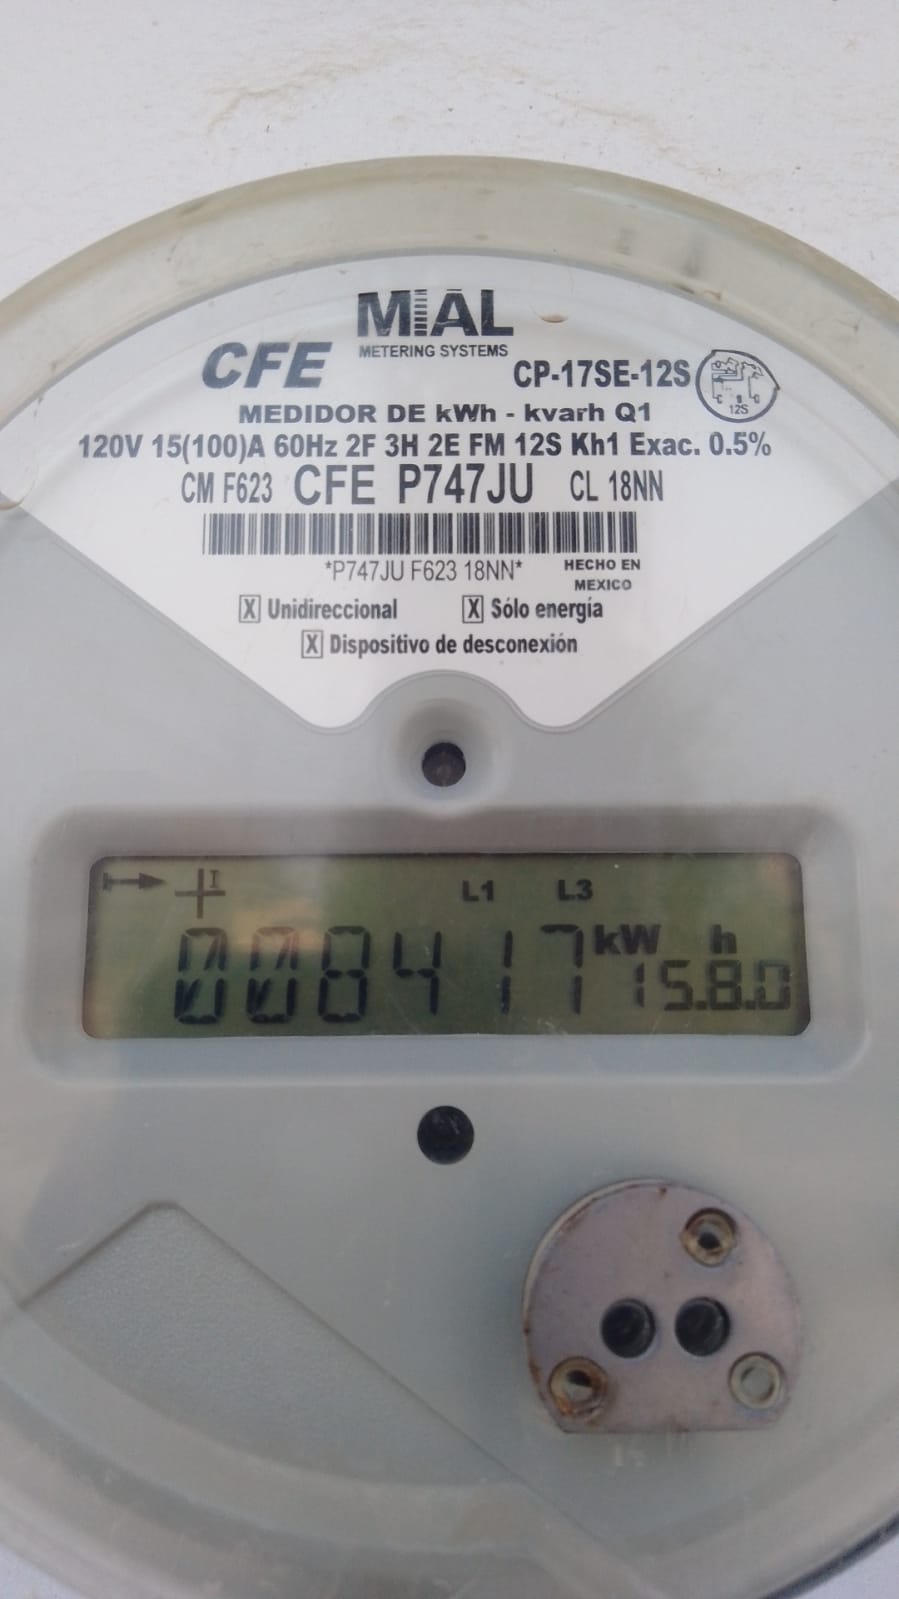 MIAL
METERING SYSTEMS
CFE
CP-17SE-12S
12S
MEDIDOR DE kWh - kvarh Q1
120V 15(100)A 60Hz 2F 3H 2E FM 12S Kh1 Exac. 0.5%
CM F623 CFE P747JU CL 18NN
*P747JU F623 18NN*
HECHO EN
MEXICO
X Unidireccional X Sólo energía
X Dispositivo de desconexión
I L1 L3
008417 kW h
15.8.0